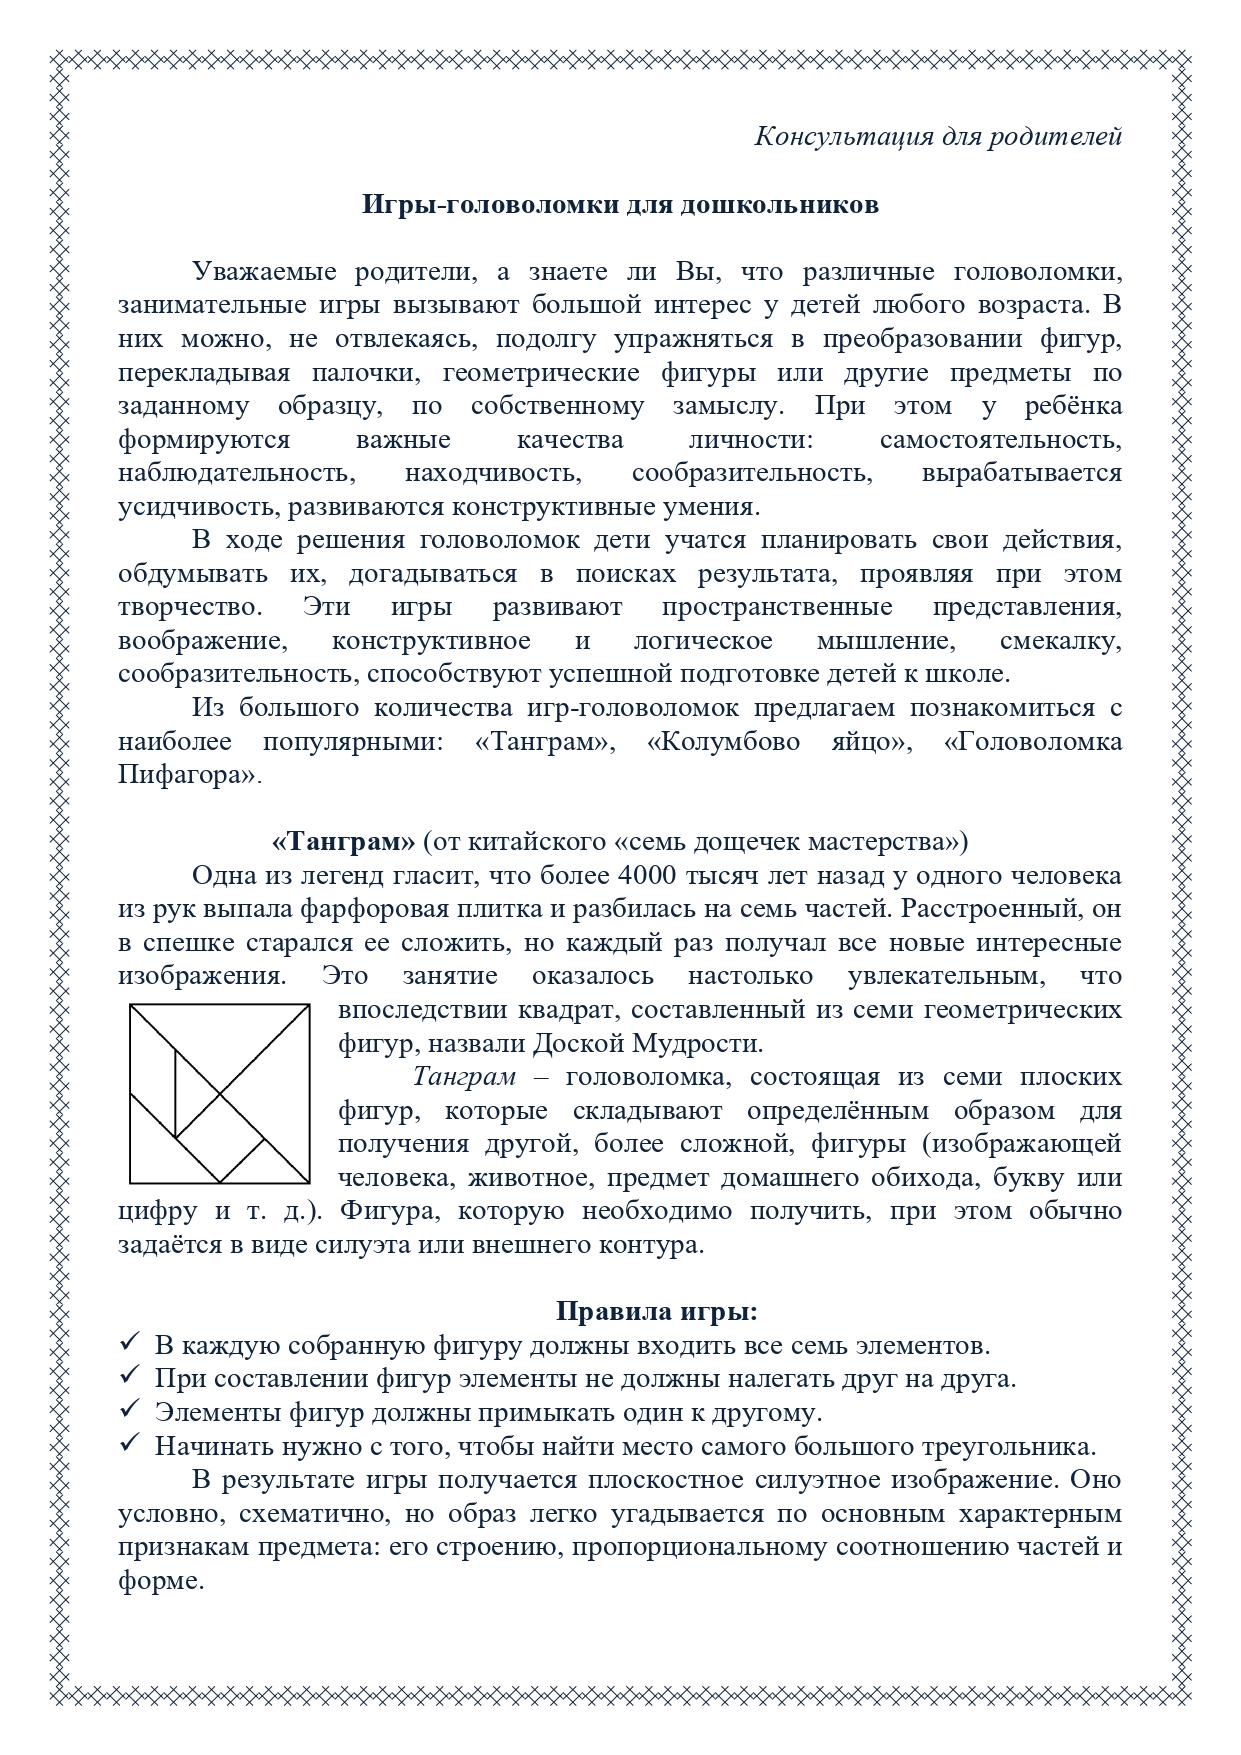 Консультация для родителей
Игры-головоломки для дошкольников
Уважаемые родители, а знаете ли Вы, что различные головоломки,
занимательные игры вызывают большой интерес у детей любого возраста. В
них можно, не отвлекаясь, подолгу упражняться в преобразовании фигур,
перекладывая палочки, геометрические фигуры или другие предметы по
заданному образцу, по собственному замыслу. При этом у ребёнка
формируются важные качества личности: самостоятельность,
наблюдательность, находчивость, сообразительность, вырабатывается
усидчивость, развиваются конструктивные умения.
В ходе решения головоломок дети учатся планировать свои действия,
обдумывать их, догадываться в поисках результата, проявляя при этом
творчество. Эти игры развивают пространственные представления,
воображение, конструктивное и логическое мышление, смекалку,
сообразительность, способствуют успешной подготовке детей к школе.
Из большого количества игр-головоломок предлагаем познакомиться с
наиболее популярными: «Танграм», «Колумбово яйцо», «Головоломка
Пифагора».
«Танграм» (от китайского «семь дощечек мастерства»)
Одна из легенд гласит, что более 4000 тысяч лет назад у одного человека
из рук выпала фарфоровая плитка и разбилась на семь частей. Расстроенный, он
в спешке старался ее сложить, но каждый раз получал все новые интересные
изображения. Это занятие оказалось настолько увлекательным, что
впоследствии квадрат, составленный из семи геометрических
фигур, назвали Доской Мудрости.
Танграм – головоломка, состоящая из семи плоских
фигур, которые складывают определённым образом для
получения другой, более сложной, фигуры (изображающей
человека, животное, предмет домашнего обихода, букву или
цифру и т. д.). Фигура, которую необходимо получить, при этом обычно
задаётся в виде силуэта или внешнего контура.
Правила игры:
✓ В каждую собранную фигуру должны входить все семь элементов.
✓ При составлении фигур элементы не должны налегать друг на друга.
✓ Элементы фигур должны примыкать один к другому.
✓ Начинать нужно с того, чтобы найти место самого большого треугольника.
В результате игры получается плоскостное силуэтное изображение. Оно
условно, схематично, но образ легко угадывается по основным характерным
признакам предмета: его строению, пропорциональному соотношению частей и
форме.